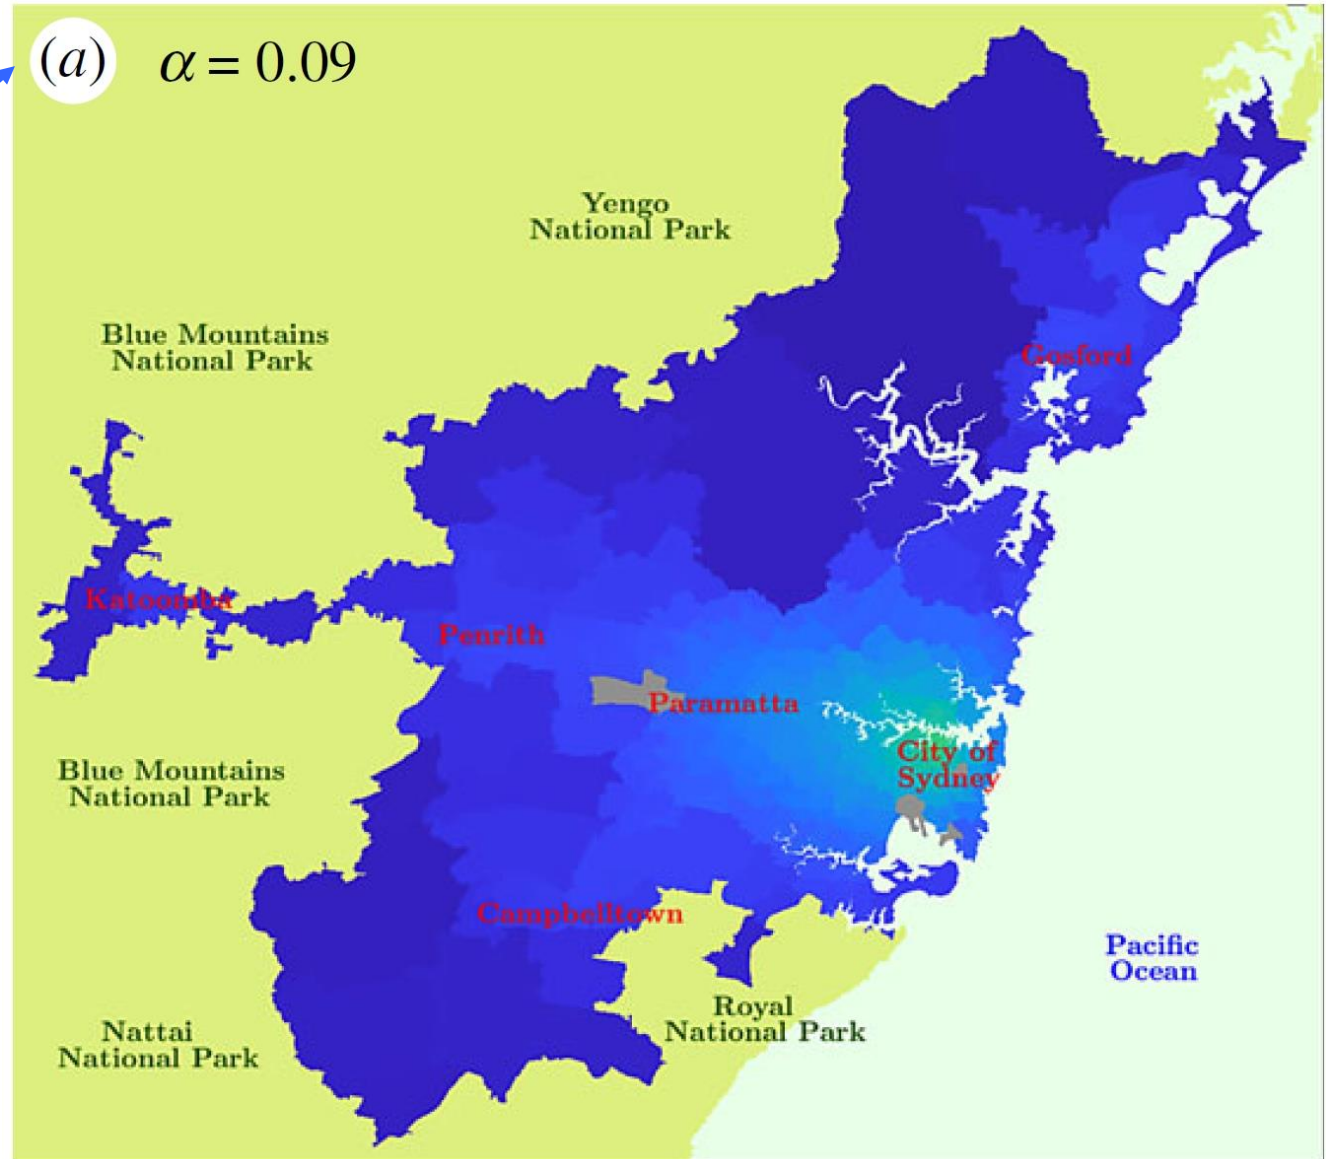 (a) α = 0.09
Yengo
National Park
Blue Mountains
National Park
Gosford
Katoomba
Penrith
Paramatta
City of
Sydney
Blue Mountains
National Park
Campbelltown
Pacific
Ocean
Royal
National Park
Nattai
National Park